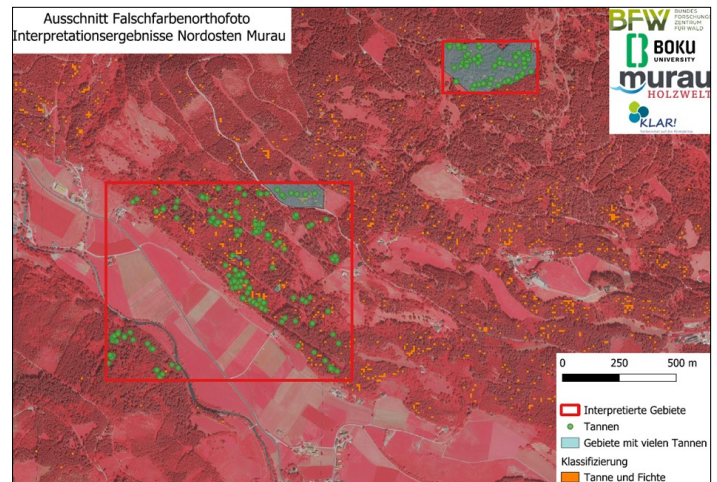 Ausschnitt Falschfarbenorthofoto
Interpretationsergebnisse Nordosten Murau
BFW
BUNDES
FORSCHUNGS
ZENTRUM
FÜR WALD
BOKU
UNIVERSITY
murau
HOLZWELT
KLAR!
0 250 500 m
Interpretierte Gebiete
Tannen
Gebiete mit vielen Tannen
Klassifizierung
Tanne und Fichte